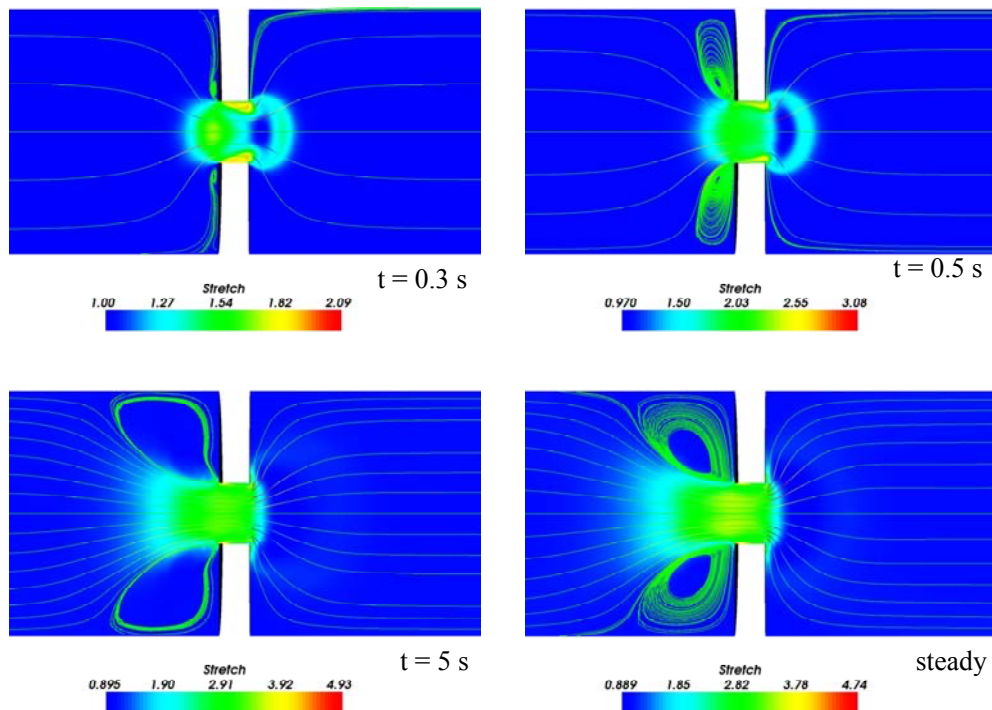 t = 0.3 s
Stretch
1.00 1.27 1.54 1.82 2.09
t = 0.5 s
Stretch
0.970 1.50 2.03 2.55 3.08
t = 5 s
Stretch
0.895 1.90 2.91 3.92 4.93
steady
Stretch
0.889 1.85 2.82 3.78 4.74